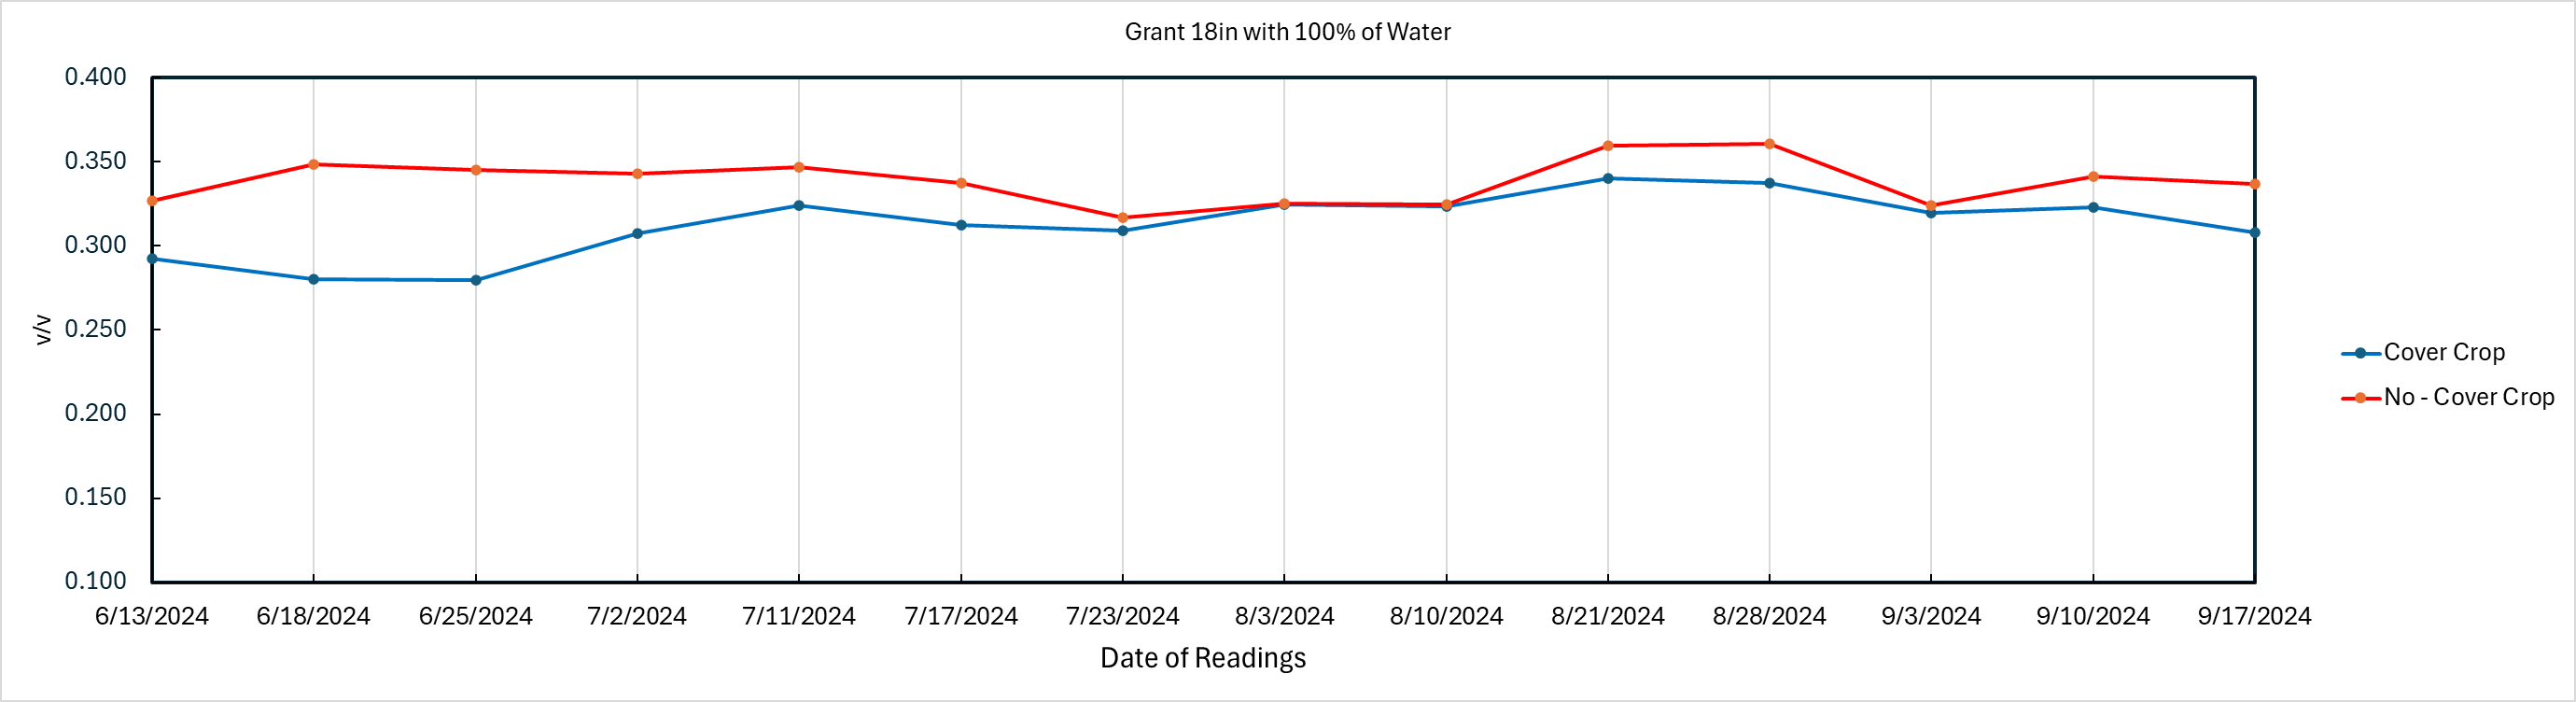 Grant 18in with 100% of Water
0.400
0.350
0.300
0.250
0.200
0.150
0.100
v/v
6/13/2024 6/18/2024 6/25/2024 7/2/2024 7/11/2024 7/17/2024 7/23/2024 8/3/2024 8/10/2024 8/21/2024 8/28/2024 9/3/2024 9/10/2024 9/17/2024
Date of Readings
Cover Crop
No - Cover Crop